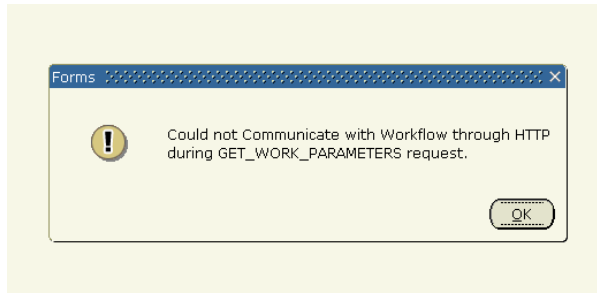 Forms
Could not Communicate with Workflow through HTTP
during GET_WORK_PARAMETERS request.
OK